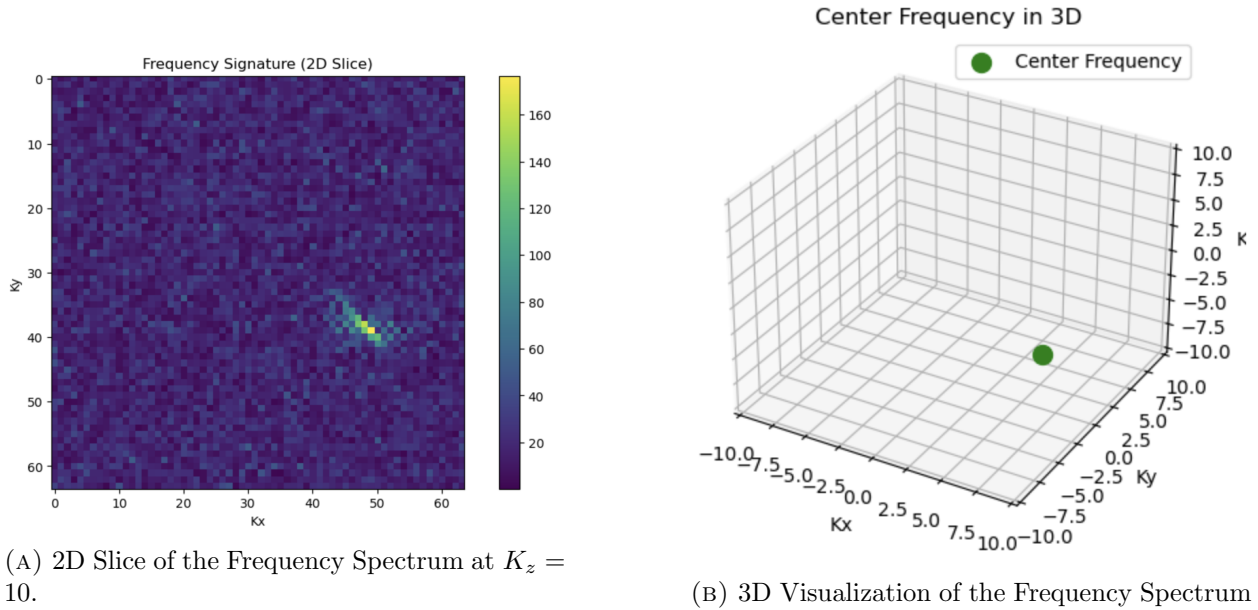 Frequency Signature (2D Slice)
0
10
20
30
40
50
60
Ky
0 10 20 30 40 50 60
Kx
160
140
120
100
80
60
40
20
(A) 2D Slice of the Frequency Spectrum at K_z =
10.
Center Frequency in 3D
Center Frequency
10.0
7.5
5.0
2.5
0.0
−2.5
−5.0
−7.5
−10.0
K
−10.0 −7.5 −5.0 −2.5 0.0 2.5 5.0 7.5 10.0
Kx
10.0
7.5
5.0
2.5
0.0
−2.5
−5.0
−7.5
−10.0
Ky
(B) 3D Visualization of the Frequency Spectrum